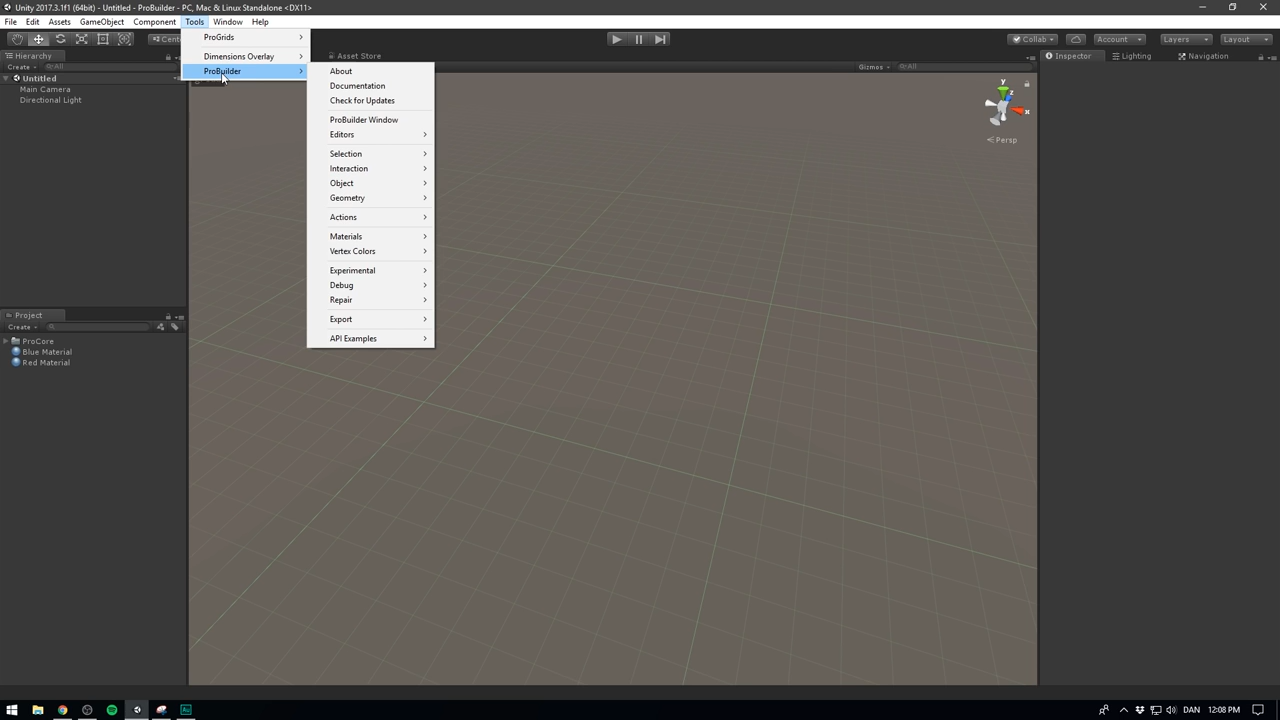 Unity 2017.3.1f1 (64bit) - Untitled - ProBuilder - PC, Mac & Linux Standalone <DX11>
File Edit Assets GameObject Component Tools Window Help
ProGrids
Dimensions Overlay
ProBuilder
About
Documentation
Check for Updates
ProBuilder Window
Editors
Selection
Interaction
Object
Geometry
Actions
Materials
Vertex Colors
Experimental
Debug
Repair
Export
API Examples
Collab Account Layers Layout
Hierarchy
Create All
Untitled
Main Camera
Directional Light
Project
Create
ProCore
Blue Material
Red Material
Asset Store
Gizmos All
y
z
x
Persp
Inspector Lighting Navigation
DAN 12:08 PM